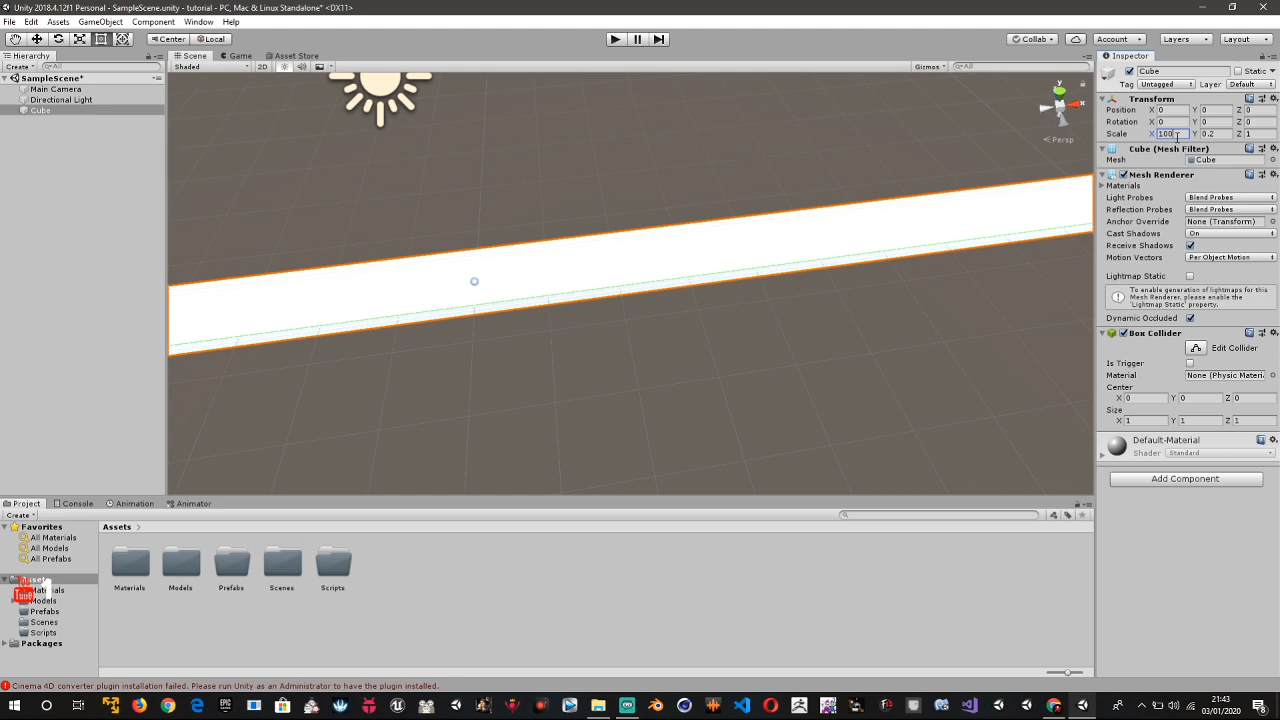 Unity 2018.4.12f1 Personal - SampleScene.unity - tutorial - PC, Mac & Linux Standalone* <DX11>
File Edit Assets GameObject Component Window Help
Center Local Collab Account Layers Layout
Hierarchy Scene Game Asset Store Inspector
Create All Shaded 2D Gizmos All
SampleScene*
Main Camera
Directional Light
Cube
y
x
Persp
Cube Static
Tag Untagged Layer Default
Transform
Position X 0 Y 0 Z 0
Rotation X 0 Y 0 Z 0
Scale X 100 Y 0.2 Z 1
Cube (Mesh Filter)
Mesh Cube
Mesh Renderer
Materials
Light Probes Blend Probes
Reflection Probes Blend Probes
Anchor Override None (Transform)
Cast Shadows On
Receive Shadows
Motion Vectors Per Object Motion
Lightmap Static
To enable generation of lightmaps for this
Mesh Renderer, please enable the
'Lightmap Static' property.
Dynamic Occluded
Box Collider
Edit Collider
Is Trigger
Material None (Physic Materi
Center
X 0 Y 0 Z 0
Size
X 1 Y 1 Z 1
Default-Material
Shader Standard
Add Component
Project Console Animation Animator
Create
Favorites
All Materials
All Models
All Prefabs
Assets
Materials
Models
Prefabs
Scenes
Scripts
Packages
Assets
Materials Models Prefabs Scenes Scripts
You
Tube
Cinema 4D converter plugin installation failed. Please run Unity as an Administrator to have the plugin installed.
21:43
03/01/2020